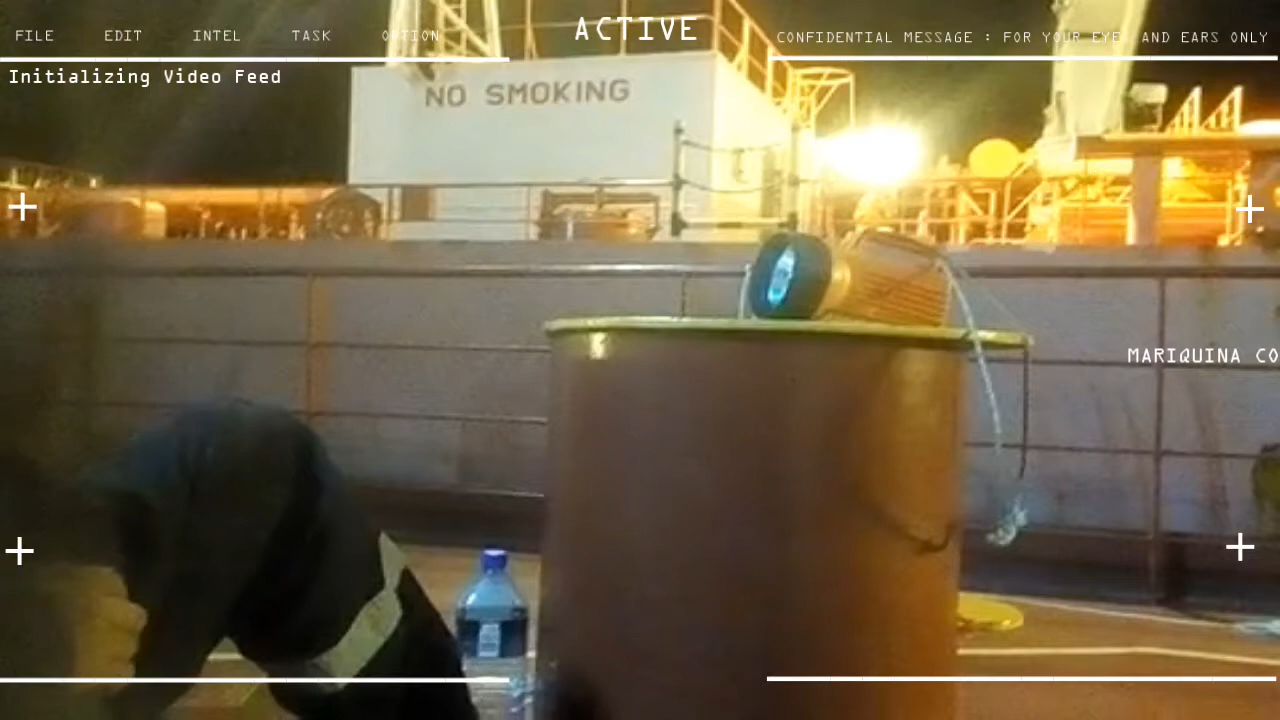 FILE EDIT INTEL TASK OPTION
ACTIVE
CONFIDENTIAL MESSAGE : FOR YOUR EYE AND EARS ONLY
Initializing Video Feed
NO SMOKING
MARIQUINA CO